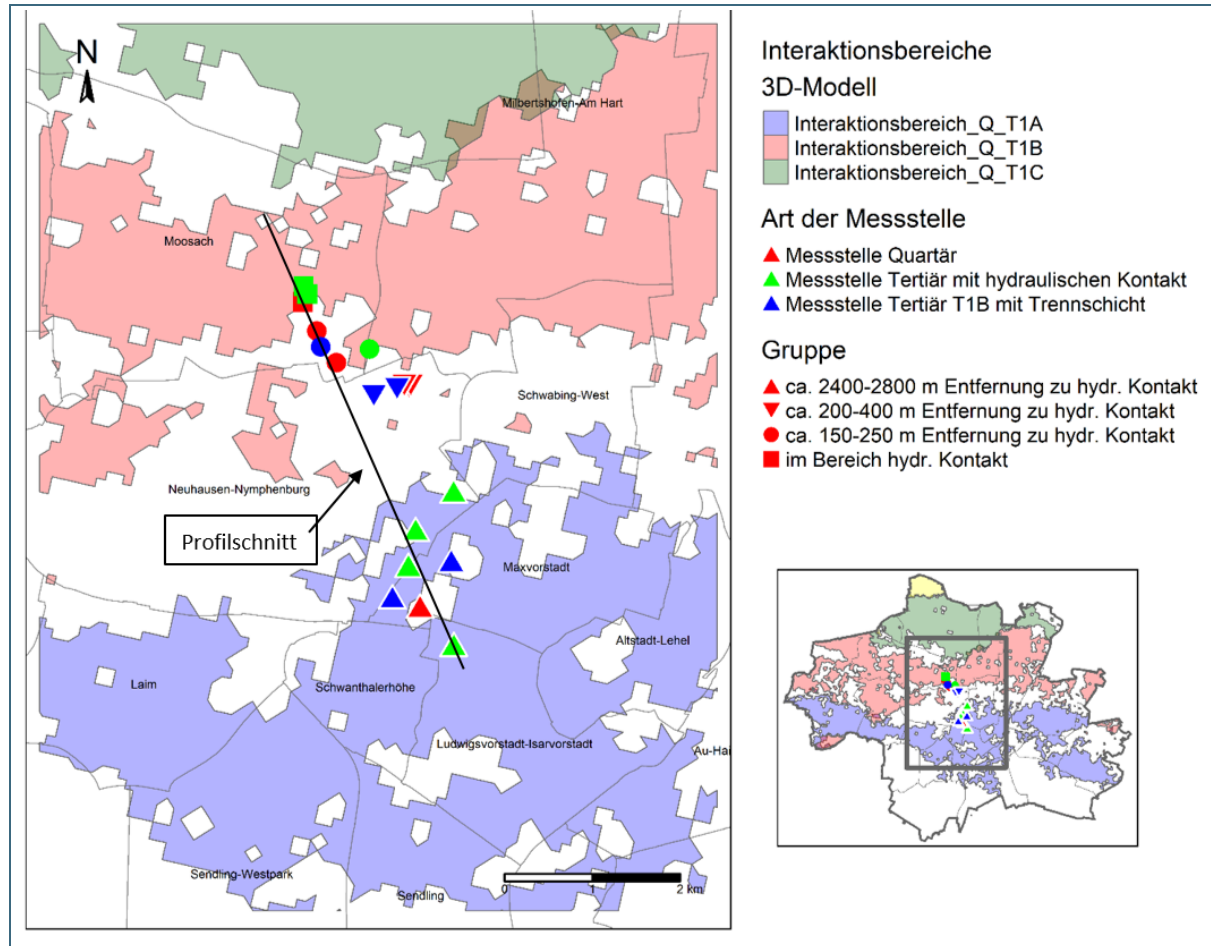 N
Milbertshofen-Am Hart
Moosach
Schwabing-West
Neuhausen-Nymphenburg
Profilschnitt
Maxvorstadt
Altstadt-Lehel
Laim
Schwanthalerhöhe
Ludwigsvorstadt-Isarvorstadt
Au-Hai
Sendling-Westpark
Sendling
0 1 2 km
Interaktionsbereiche
3D-Modell
Interaktionsbereich_Q_T1A
Interaktionsbereich_Q_T1B
Interaktionsbereich_Q_T1C
Art der Messstelle
Messstelle Quartär
Messstelle Tertiär mit hydraulischen Kontakt
Messstelle Tertiär T1B mit Trennschicht
Gruppe
ca. 2400-2800 m Entfernung zu hydr. Kontakt
ca. 200-400 m Entfernung zu hydr. Kontakt
ca. 150-250 m Entfernung zu hydr. Kontakt
im Bereich hydr. Kontakt